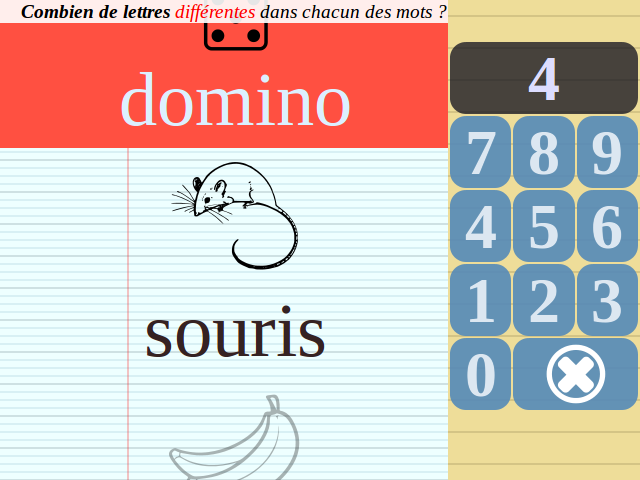 Combien de lettres différentes dans chacun des mots ?
domino
souris
4
7 8 9
4 5 6
1 2 3
0